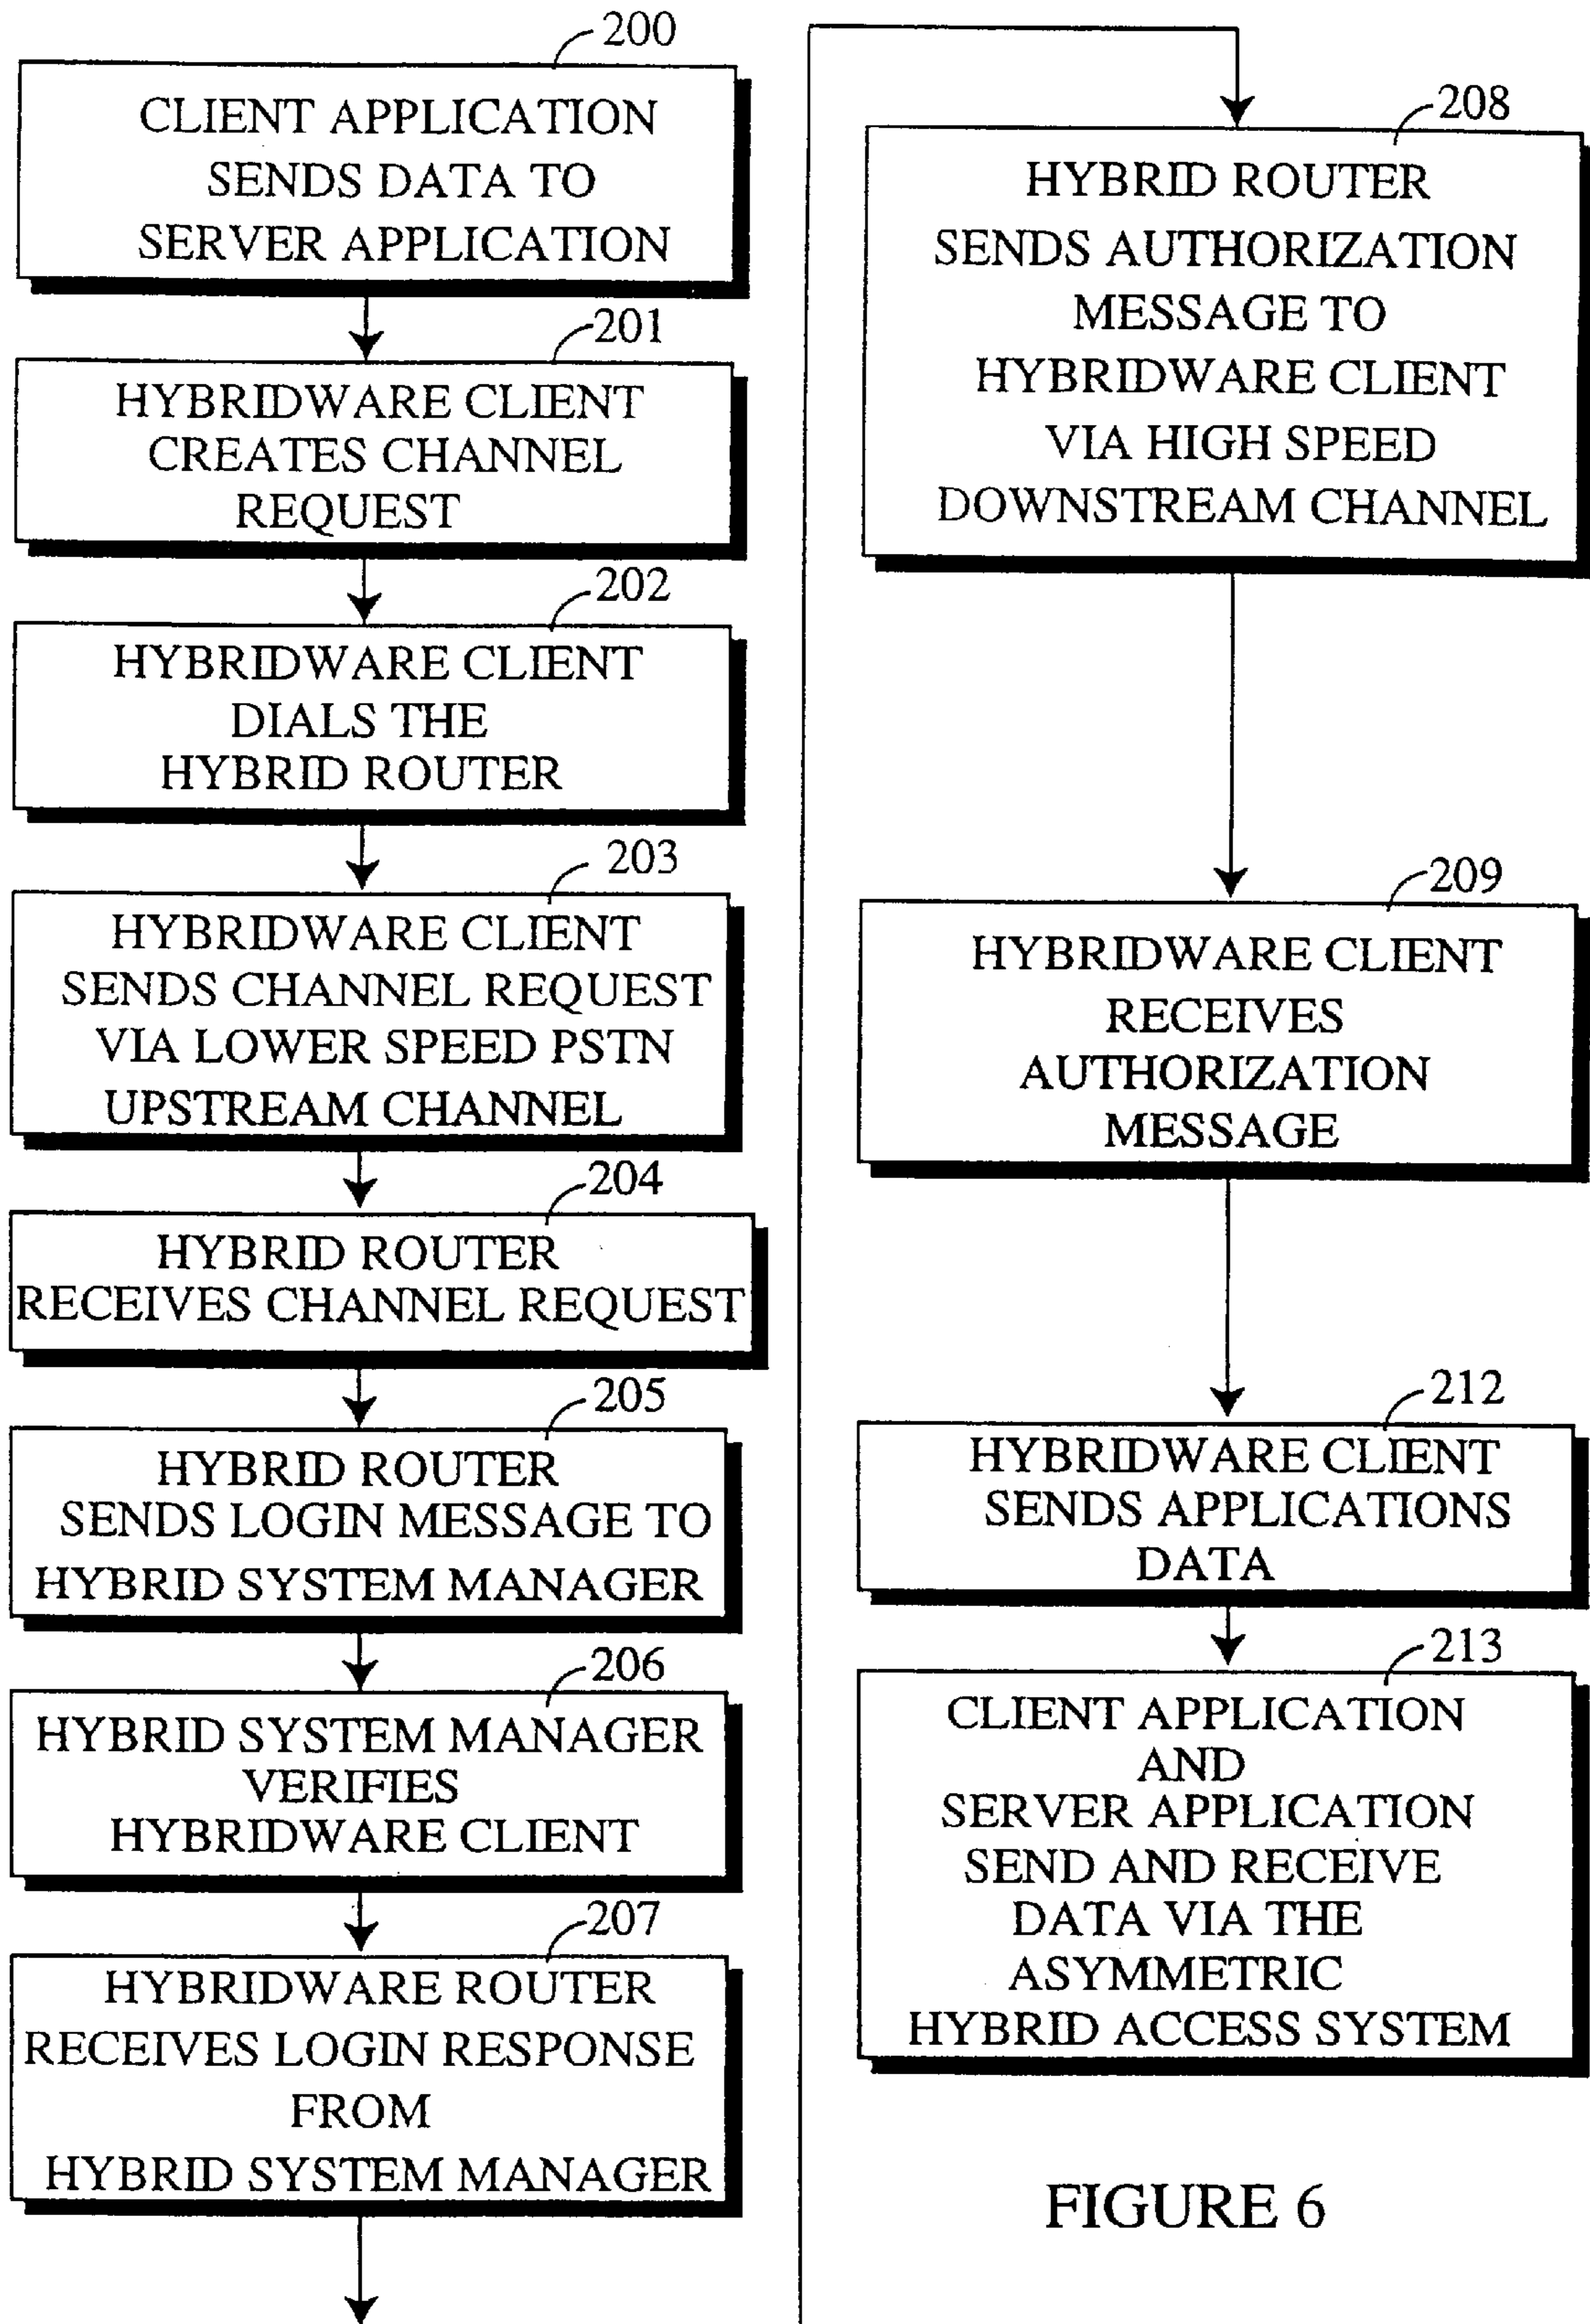 200
CLIENT APPLICATION
SENDS DATA TO
SERVER APPLICATION
201
HYBRIDWARE CLIENT
CREATES CHANNEL
REQUEST
202
HYBRIDWARE CLIENT
DIALS THE
HYBRID ROUTER
203
HYBRIDWARE CLIENT
SENDS CHANNEL REQUEST
VIA LOWER SPEED PSTN
UPSTREAM CHANNEL
204
HYBRID ROUTER
RECEIVES CHANNEL REQUEST
205
HYBRID ROUTER
SENDS LOGIN MESSAGE TO
HYBRID SYSTEM MANAGER
206
HYBRID SYSTEM MANAGER
VERIFIES
HYBRIDWARE CLIENT
207
HYBRIDWARE ROUTER
RECEIVES LOGIN RESPONSE
FROM
HYBRID SYSTEM MANAGER
208
HYBRID ROUTER
SENDS AUTHORIZATION
MESSAGE TO
HYBRIDWARE CLIENT
VIA HIGH SPEED
DOWNSTREAM CHANNEL
209
HYBRIDWARE CLIENT
RECEIVES
AUTHORIZATION
MESSAGE
212
HYBRIDWARE CLIENT
SENDS APPLICATIONS
DATA
213
CLIENT APPLICATION
AND
SERVER APPLICATION
SEND AND RECEIVE
DATA VIA THE
ASYMMETRIC
HYBRID ACCESS SYSTEM
FIGURE 6